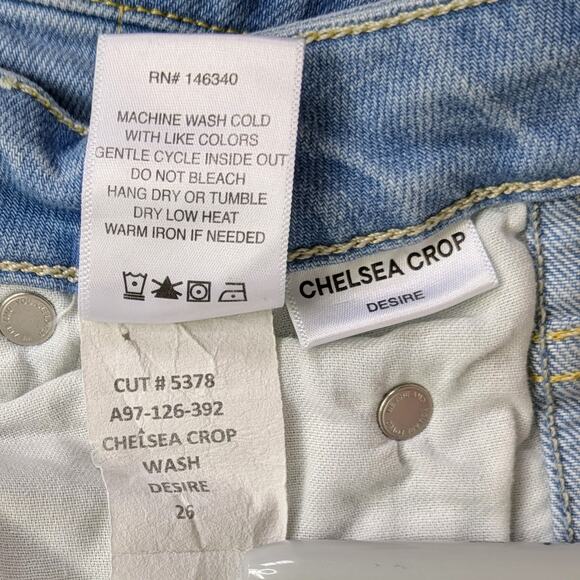 RN# 146340
MACHINE WASH COLD
WITH LIKE COLORS
GENTLE CYCLE INSIDE OUT
DO NOT BLEACH
HANG DRY OR TUMBLE
DRY LOW HEAT
WARM IRON IF NEEDED
CHELSEA CROP
DESIRE
CUT # 5378
A97-126-392
CHELSEA CROP
WASH
DESIRE
26